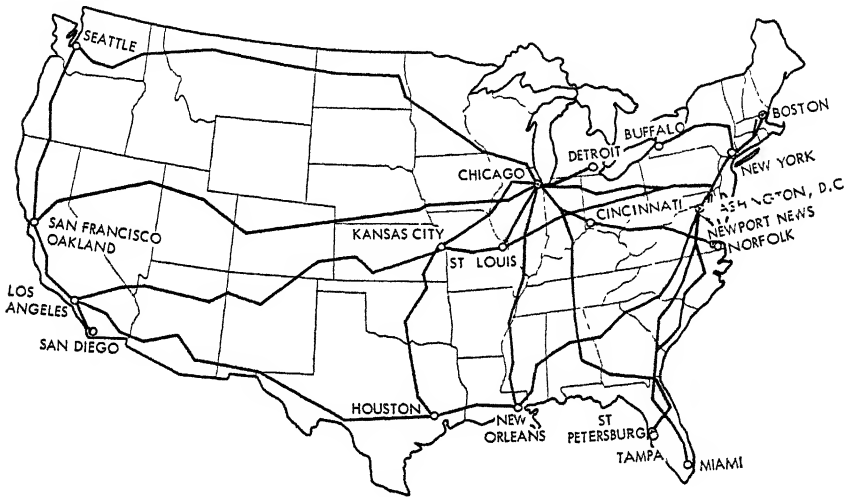 SEATTLE
BOSTON
BUFFALO
DETROIT
NEW YORK
CHICAGO
CINCINNATI
ASHINGTON, D.C
NEWPORT NEWS
NORFOLK
SAN FRANCISCO
OAKLAND
KANSAS CITY
ST LOUIS
LOS
ANGELES
SAN DIEGO
HOUSTON
NEW
ORLEANS
ST
PETERSBURG
TAMPA
MIAMI